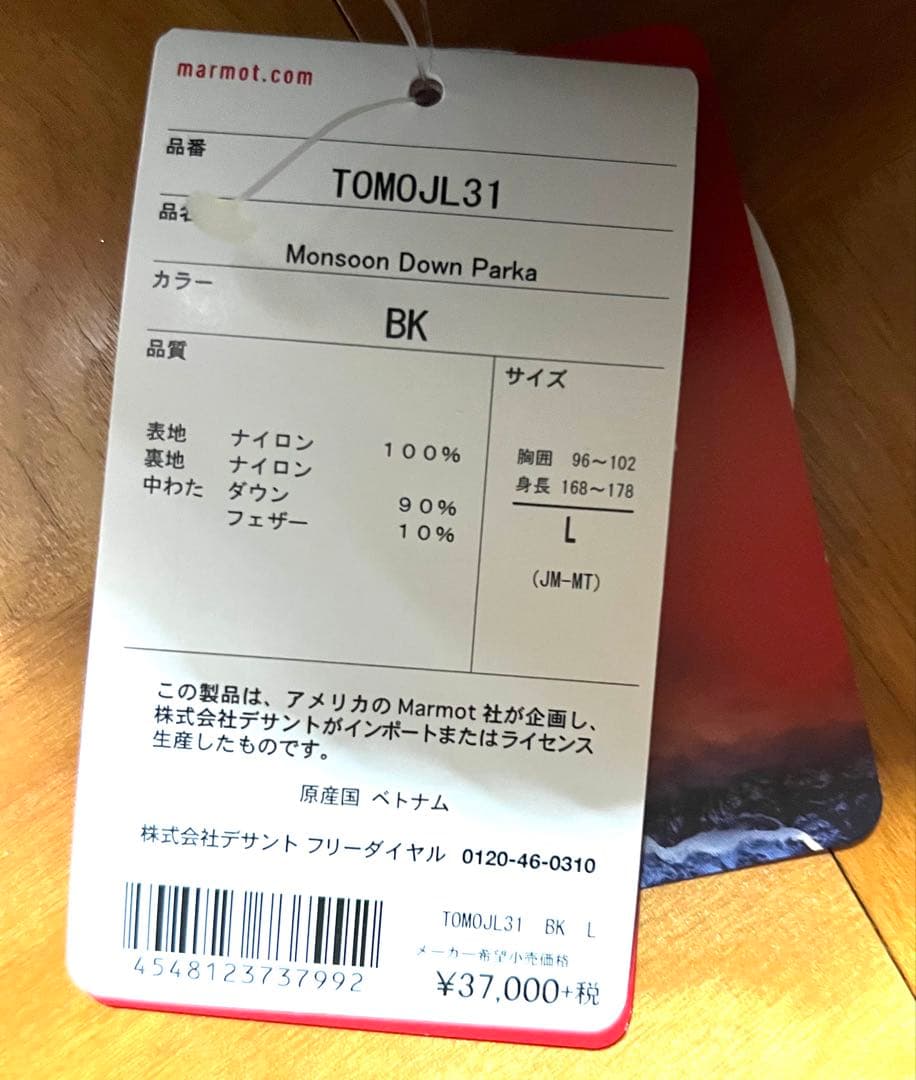 marmot.com
品番
TOMOJL31
品名
Monsoon Down Parka
カラー
BK
品質
表地 ナイロン 100%
裏地 ナイロン
中わた ダウン 90%
フェザー 10%
サイズ
胸囲 96～102
身長 168～178
L
(JM-MT)
この製品は、アメリカのMarmot社が企画し、
株式会社デサントがインポートまたはライセンス
生産したものです。
原産国 ベトナム
株式会社デサント フリーダイヤル 0120-46-0310
4548123737992
TOMOJL31 BK L
メーカー希望小売価格
¥37,000+税